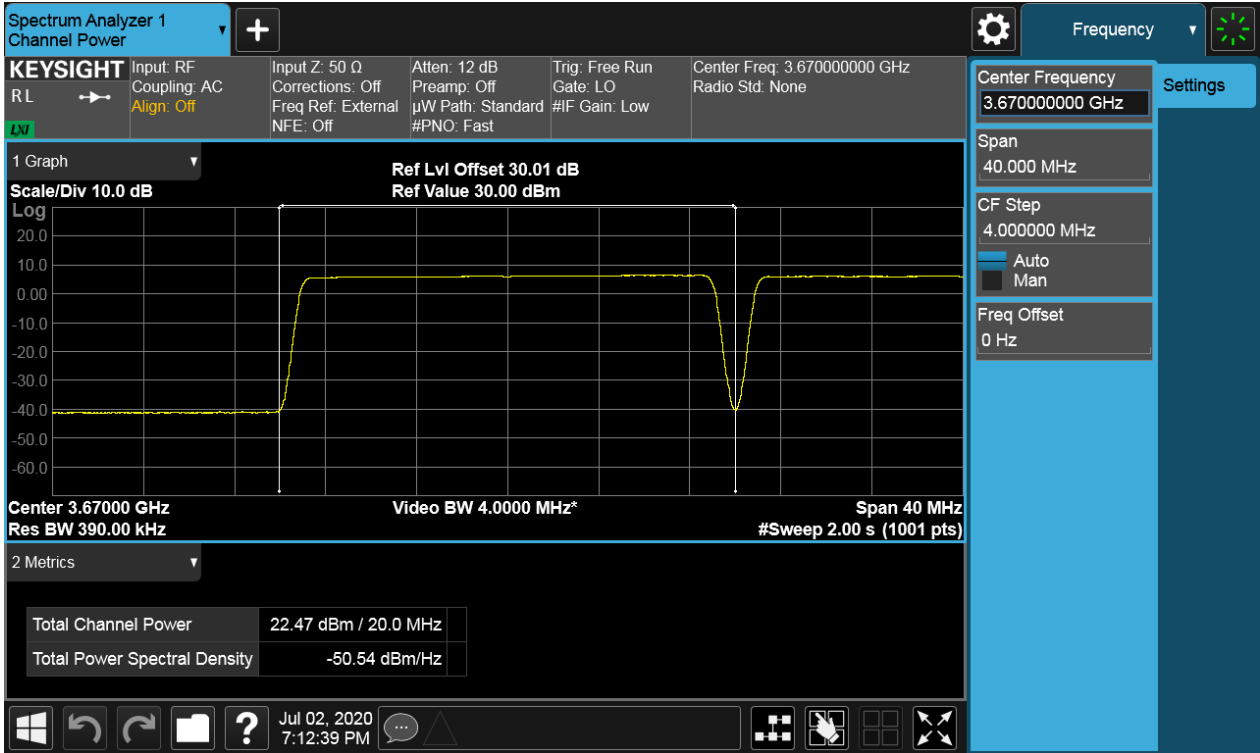 Spectrum Analyzer 1
Channel Power
Frequency
KEYSIGHT
RL
LXI
Input: RF
Coupling: AC
Align: Off
Input Z: 50 Ω
Corrections: Off
Freq Ref: External
NFE: Off
Atten: 12 dB
Preamp: Off
µW Path: Standard
#PNO: Fast
Trig: Free Run
Gate: LO
#IF Gain: Low
Center Freq: 3.670000000 GHz
Radio Std: None
1 Graph
Scale/Div 10.0 dB
Log
Ref Lvl Offset 30.01 dB
Ref Value 30.00 dBm
20.0
10.0
0.00
-10.0
-20.0
-30.0
-40.0
-50.0
-60.0
Center 3.67000 GHz
Video BW 4.0000 MHz*
Span 40 MHz
Res BW 390.00 kHz
#Sweep 2.00 s (1001 pts)
2 Metrics
Total Channel Power 22.47 dBm / 20.0 MHz
Total Power Spectral Density -50.54 dBm/Hz
Jul 02, 2020
7:12:39 PM
Center Frequency
3.670000000 GHz
Settings
Span
40.000 MHz
CF Step
4.000000 MHz
Auto
Man
Freq Offset
0 Hz